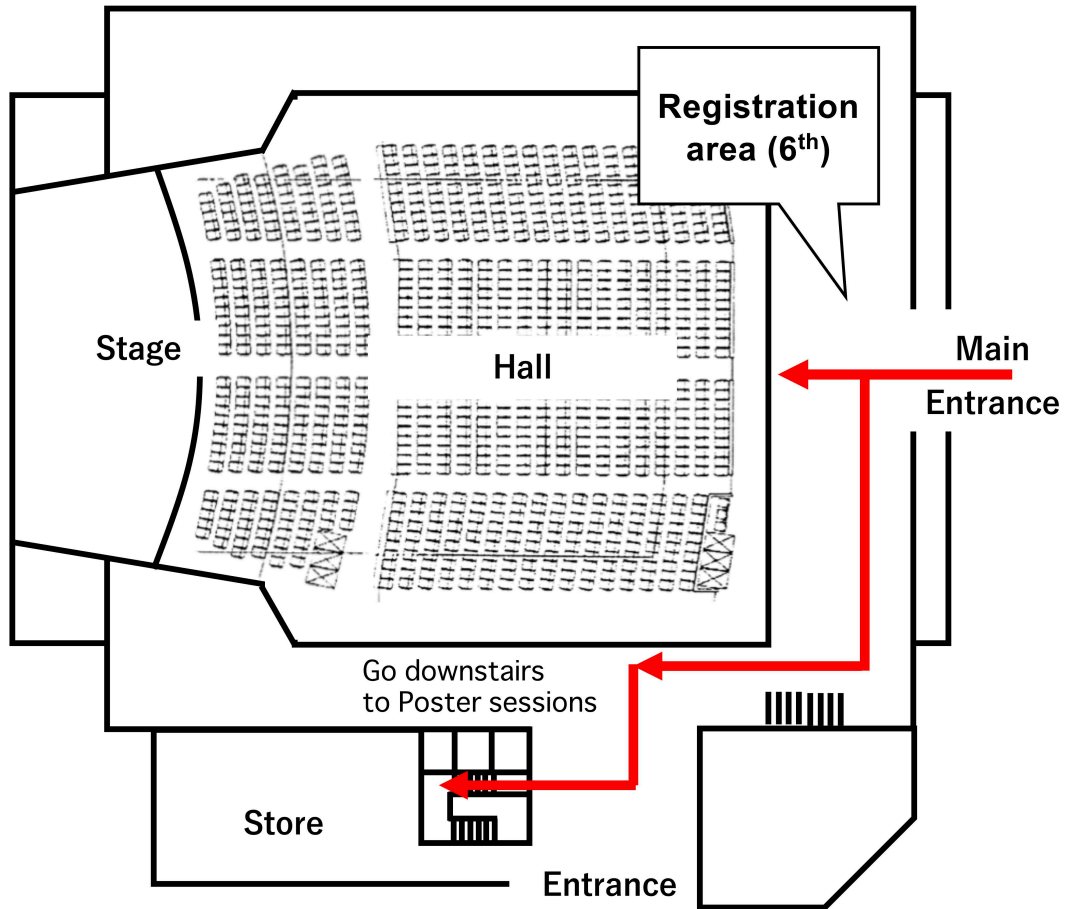 Registration
area (6th)
Stage
Hall
Main
Entrance
Go downstairs
to Poster sessions
Store
Entrance